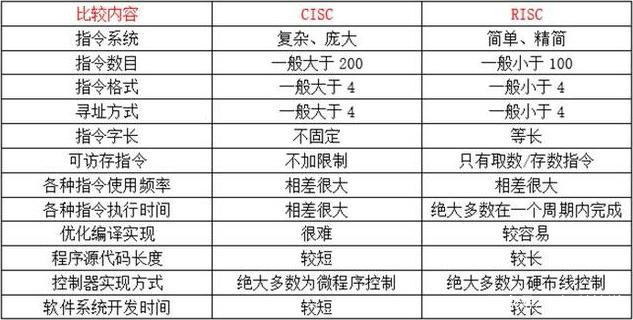 比较内容 CISC RISC
指令系统 复杂、庞大 简单、精简
指令数目 一般大于 200 一般小于 100
指令格式 一般大于 4 一般小于 4
寻址方式 一般大于 4 一般小于 4
指令字长 不固定 等长
可访存指令 不加限制 只有取数/存数指令
各种指令使用频率 相差很大 相差很大
各种指令执行时间 相差很大 绝大多数在一个周期内完成
优化编译实现 很难 较容易
程序源代码长度 较短 较长
控制器实现方式 绝大多数为微程序控制 绝大多数为硬布线控制
软件系统开发时间 较短 较长